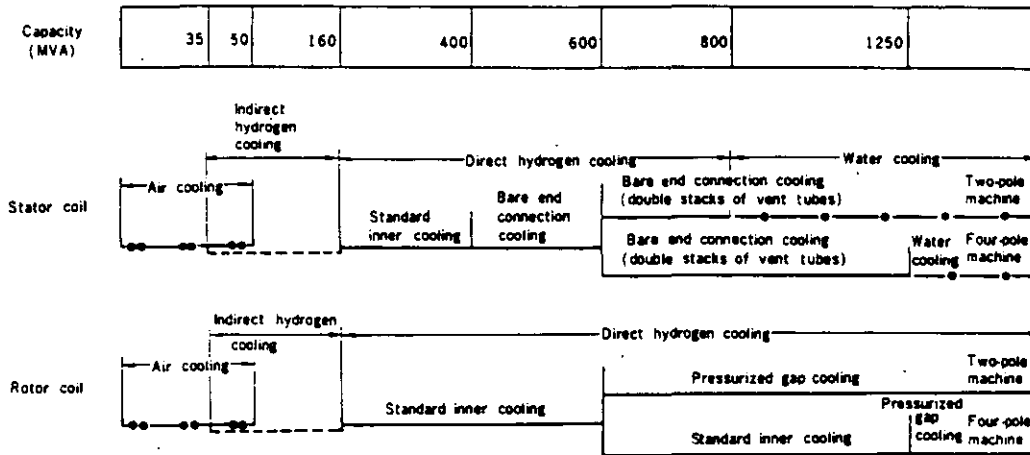 Capacity
(MVA)
35 50 160 400 600 800 1250
Indirect
hydrogen
cooling
Direct hydrogen cooling
Water cooling
Air cooling
Stator coil
Standard
inner cooling
Bare end
connection
cooling
Bare end connection cooling
(double stacks of vent tubes)
Two-pole
machine
Bare end connection cooling
(double stacks of vent tubes)
Water
cooling
Four-pole
machine
Indirect hydrogen
cooling
Direct hydrogen cooling
Air cooling
Rotor coil
Standard inner cooling
Pressurized gap cooling
Two-pole
machine
Standard inner cooling
Pressurized
gap
cooling
Four-pole
machine